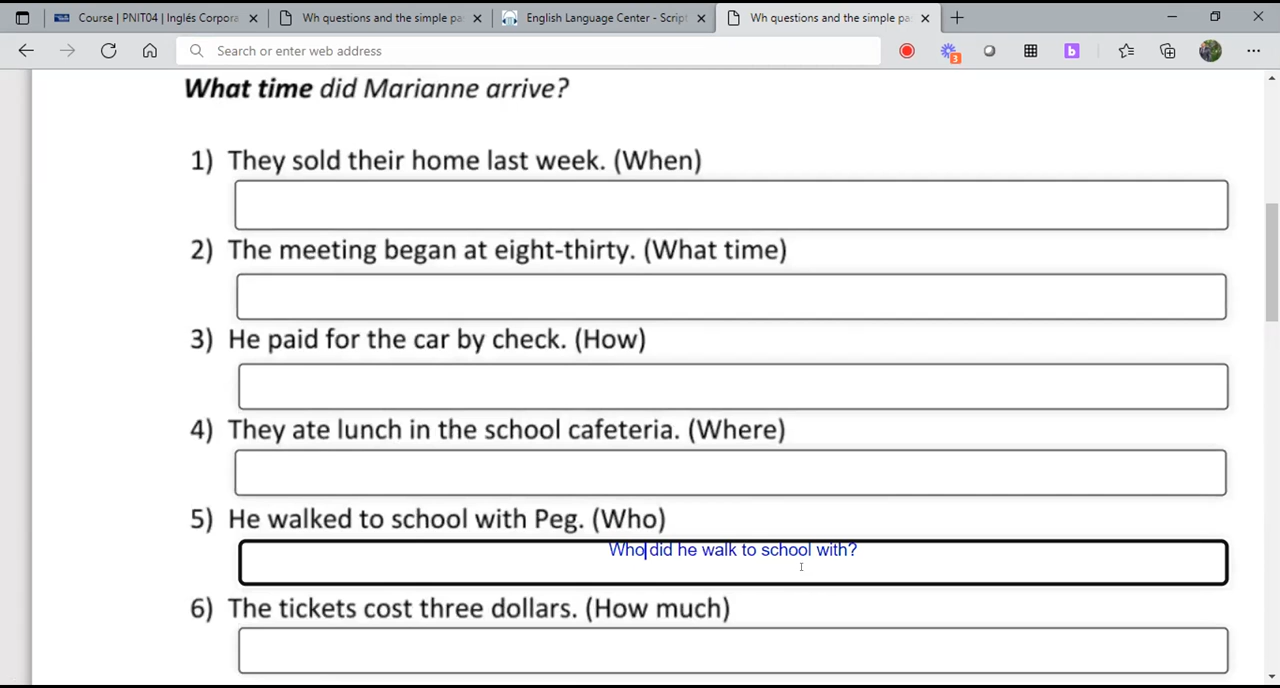 Course | PNIT04 | Inglés Corpora
Wh questions and the simple pa
English Language Center - Script
Wh questions and the simple pa
Search or enter web address
3
b
What time did Marianne arrive?
1) They sold their home last week. (When)
2) The meeting began at eight-thirty. (What time)
3) He paid for the car by check. (How)
4) They ate lunch in the school cafeteria. (Where)
5) He walked to school with Peg. (Who)
Who did he walk to school with?
6) The tickets cost three dollars. (How much)